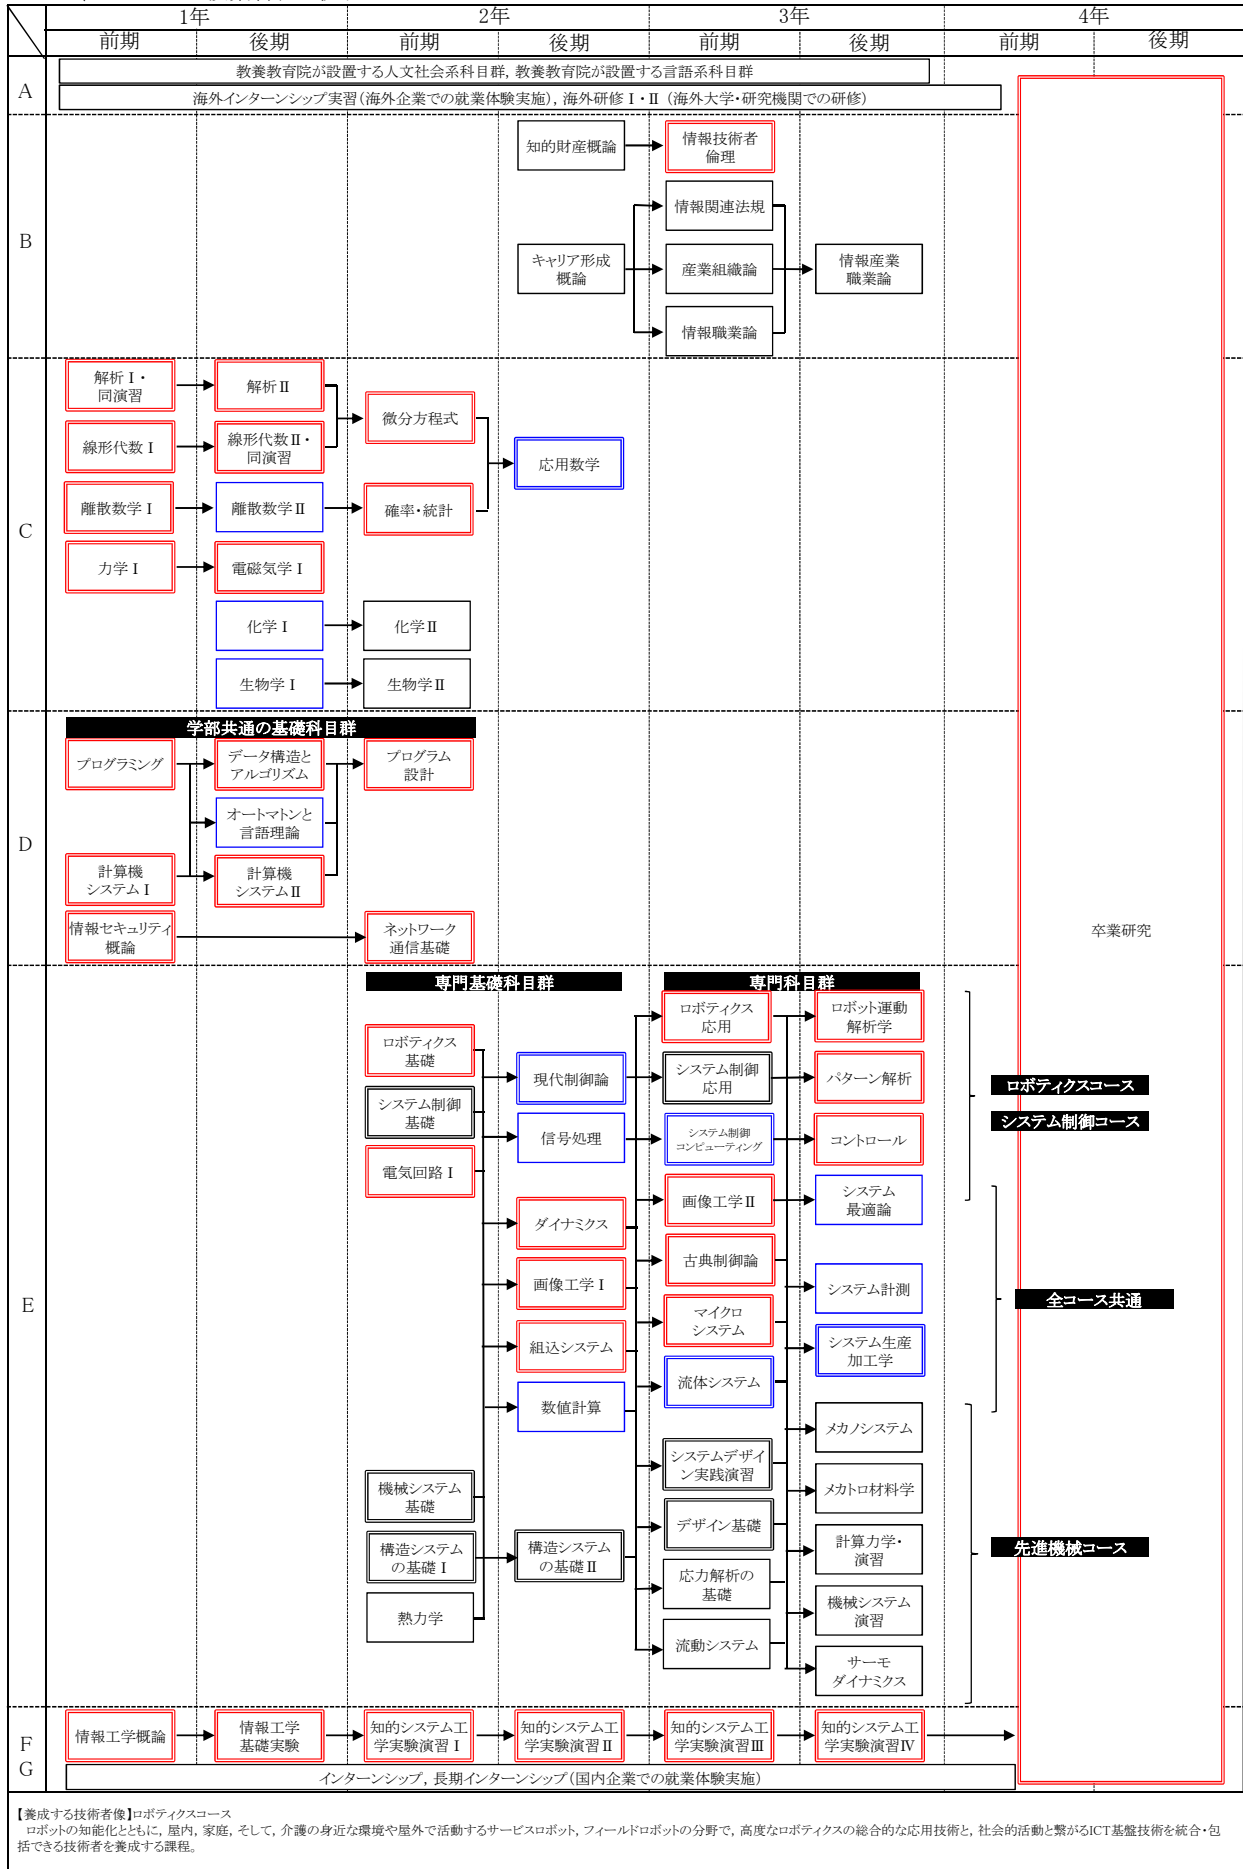 1年
2年
3年
4年
前期
後期
前期
後期
前期
後期
前期
後期
A
教養教育院が設置する人文社会系科目群, 教養教育院が設置する言語系科目群
海外インターンシップ実習(海外企業での就業体験実施), 海外研修Ⅰ・Ⅱ (海外大学・研究機関での研修)
B
知的財産概論
情報技術者
倫理
情報関連法規
キャリア形成
概論
産業組織論
情報産業
職業論
情報職業論
C
解析Ⅰ・
同演習
解析Ⅱ
微分方程式
線形代数Ⅰ
線形代数Ⅱ・
同演習
応用数学
離散数学Ⅰ
離散数学Ⅱ
確率・統計
力学Ⅰ
電磁気学Ⅰ
化学Ⅰ
化学Ⅱ
生物学Ⅰ
生物学Ⅱ
D
学部共通の基礎科目群
プログラミング
データ構造と
アルゴリズム
プログラム
設計
オートマトンと
言語理論
計算機
システムⅠ
計算機
システムⅡ
情報セキュリティ
概論
ネットワーク
通信基礎
卒業研究
E
専門基礎科目群
専門科目群
ロボティクス
基礎
システム制御
基礎
電気回路Ⅰ
機械システム
基礎
構造システム
の基礎Ⅰ
熱力学
現代制御論
信号処理
ダイナミクス
画像工学Ⅰ
組込システム
数値計算
構造システム
の基礎Ⅱ
ロボティクス
応用
システム制御
応用
システム制御
コンピューティング
画像工学Ⅱ
古典制御論
マイクロ
システム
流体システム
システムデザイ
ン実践演習
デザイン基礎
応力解析の
基礎
流動システム
ロボット運動
解析学
パターン解析
コントロール
システム
最適論
システム計測
システム生産
加工学
メカノシステム
メカトロ材料学
計算力学・
演習
機械システム
演習
サーモ
ダイナミクス
ロボティクスコース
システム制御コース
全コース共通
先進機械コース
F
G
情報工学概論
情報工学
基礎実験
知的システム工
学実験演習Ⅰ
知的システム工
学実験演習Ⅱ
知的システム工
学実験演習Ⅲ
知的システム工
学実験演習Ⅳ
インターンシップ, 長期インターンシップ(国内企業での就業体験実施)
【養成する技術者像】ロボティクスコース
ロボットの知能化とともに, 屋内, 家庭, そして, 介護の身近な環境や屋外で活動するサービスロボット, フィールドロボットの分野で, 高度なロボティクスの総合的な応用技術と, 社会的活動と繋がるICT基盤技術を統合・包
括できる技術者を養成する課程。